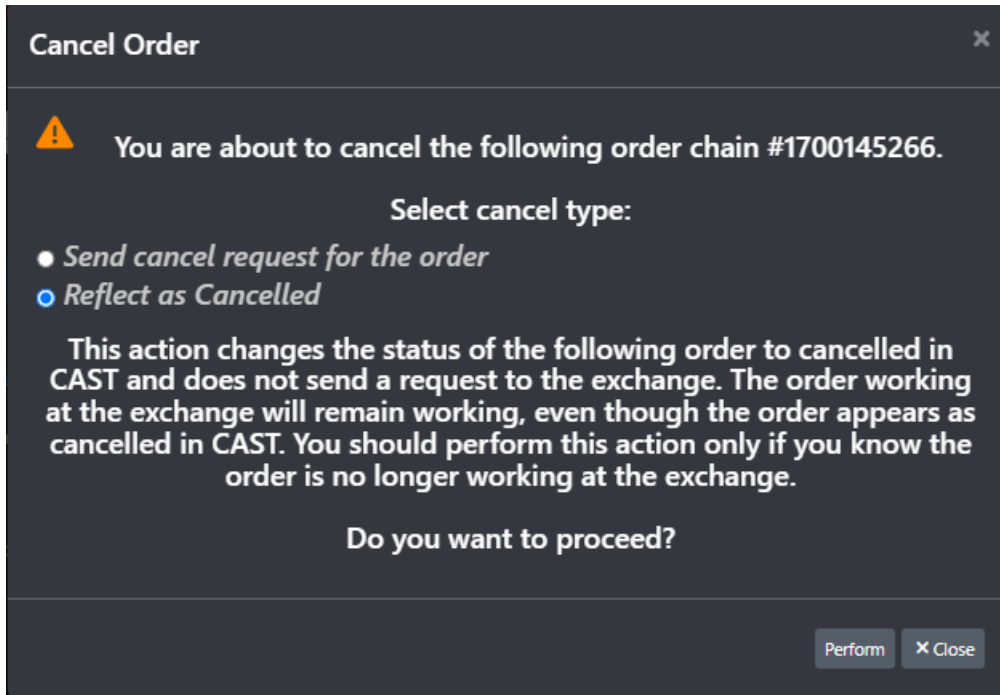 Cancel Order
You are about to cancel the following order chain #1700145266.
Select cancel type:
Send cancel request for the order
Reflect as Cancelled
This action changes the status of the following order to cancelled in
CAST and does not send a request to the exchange. The order working
at the exchange will remain working, even though the order appears as
cancelled in CAST. You should perform this action only if you know the
order is no longer working at the exchange.
Do you want to proceed?
Perform
Close